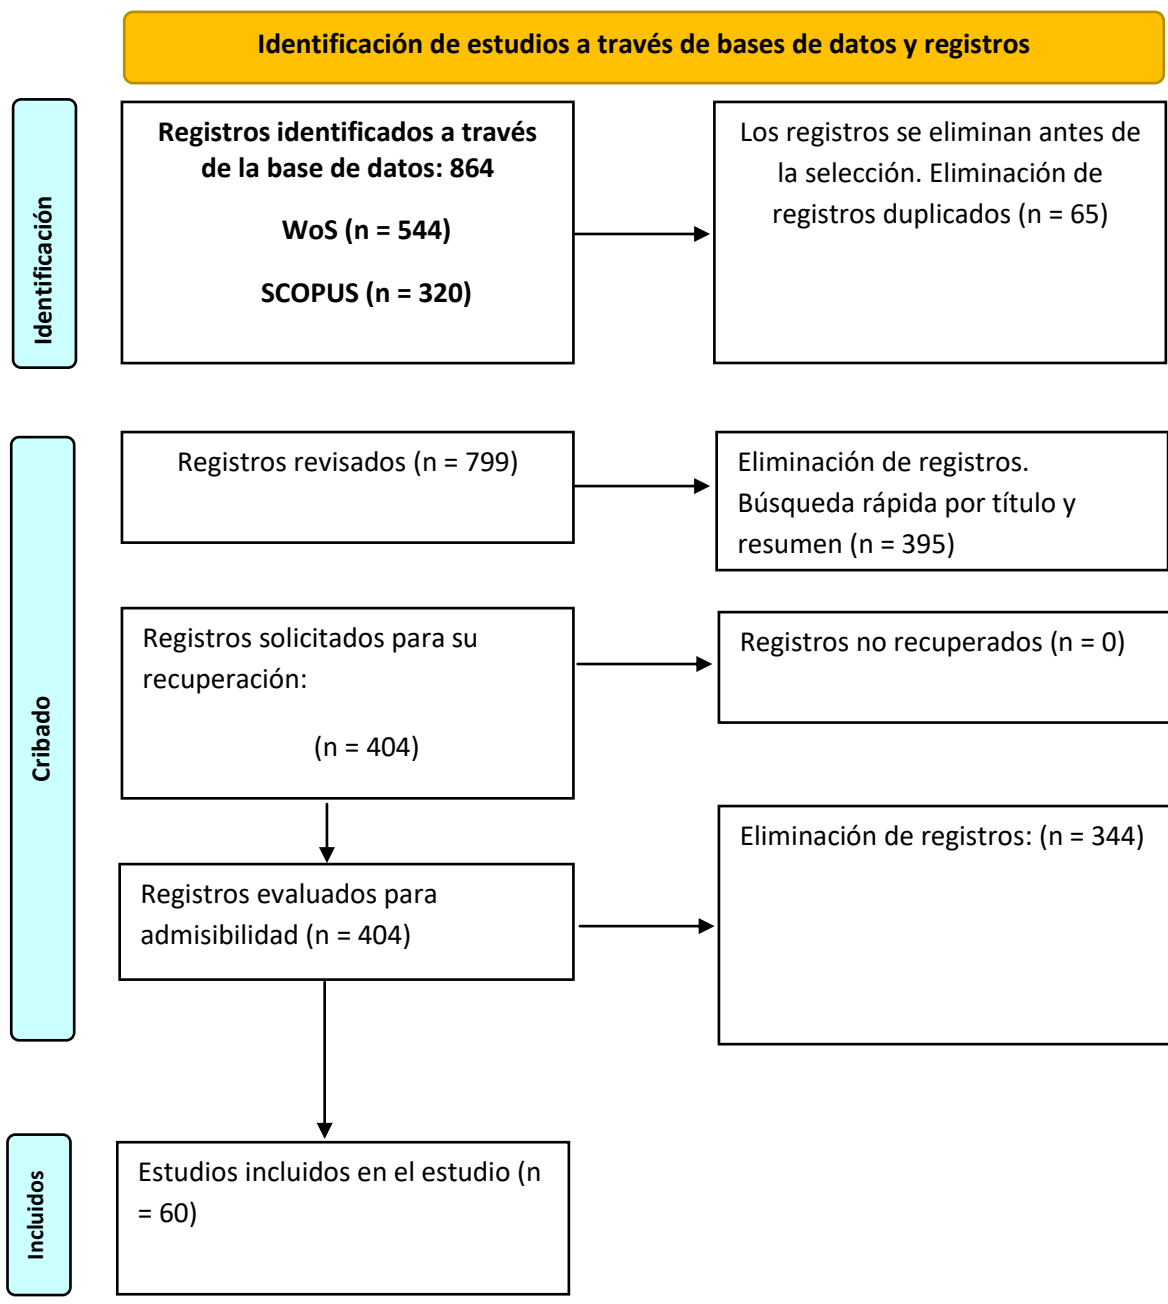 Identificación de estudios a través de bases de datos y registros
Identificación
Registros identificados a través
de la base de datos: 864
WoS (n = 544)
SCOPUS (n = 320)
Los registros se eliminan antes de
la selección. Eliminación de
registros duplicados (n = 65)
Cribado
Registros revisados (n = 799)
Eliminación de registros.
Búsqueda rápida por título y
resumen (n = 395)
Registros solicitados para su
recuperación:
(n = 404)
Registros no recuperados (n = 0)
Registros evaluados para
admisibilidad (n = 404)
Eliminación de registros: (n = 344)
Incluidos
Estudios incluidos en el estudio (n
= 60)